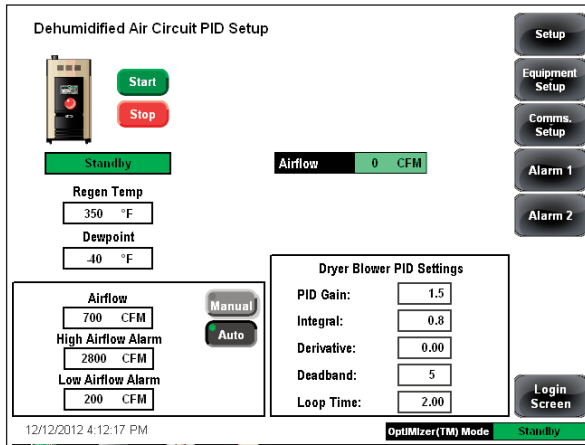 Dehumidified Air Circuit PID Setup
Setup
Start
Equipment
Setup
Stop
Comms.
Setup
Standby
Airflow 0 CFM
Alarm 1
Regen Temp
350 °F
Alarm 2
Dewpoint
-40 °F
Airflow
700 CFM
High Airflow Alarm
2800 CFM
Low Airflow Alarm
200 CFM
Manual
Auto
Dryer Blower PID Settings
PID Gain: 1.5
Integral: 0.8
Derivative: 0.00
Deadband: 5
Loop Time: 2.00
Login
Screen
12/12/2012 4:12:17 PM
OptIMIzer(TM) Mode Standby